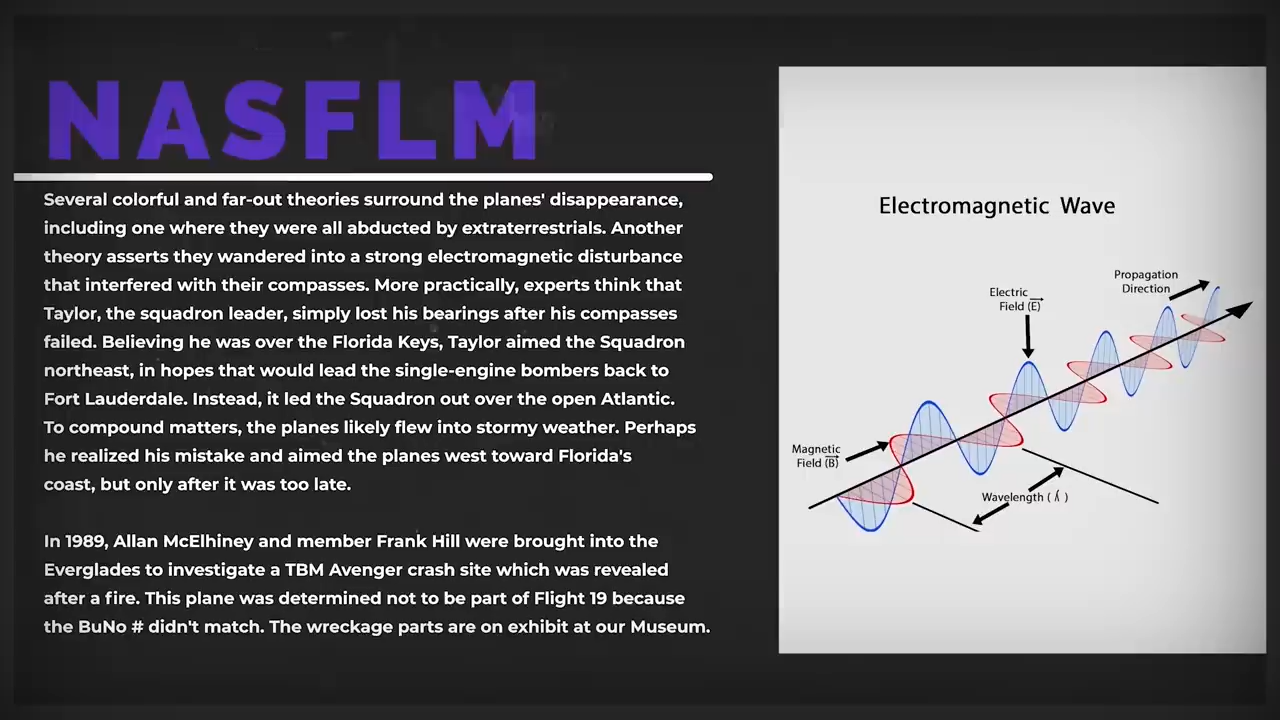 NASFLM
Several colorful and far-out theories surround the planes' disappearance,
including one where they were all abducted by extraterrestrials. Another
theory asserts they wandered into a strong electromagnetic disturbance
that interfered with their compasses. More practically, experts think that
Taylor, the squadron leader, simply lost his bearings after his compasses
failed. Believing he was over the Florida Keys, Taylor aimed the Squadron
northeast, in hopes that would lead the single-engine bombers back to
Fort Lauderdale. Instead, it led the Squadron out over the open Atlantic.
To compound matters, the planes likely flew into stormy weather. Perhaps
he realized his mistake and aimed the planes west toward Florida's
coast, but only after it was too late.
In 1989, Allan McElhiney and member Frank Hill were brought into the
Everglades to investigate a TBM Avenger crash site which was revealed
after a fire. This plane was determined not to be part of Flight 19 because
the BuNo # didn't match. The wreckage parts are on exhibit at our Museum.
Electromagnetic Wave
Propagation
Direction
Electric
Field (E)
Magnetic
Field (B)
Wavelength (λ)